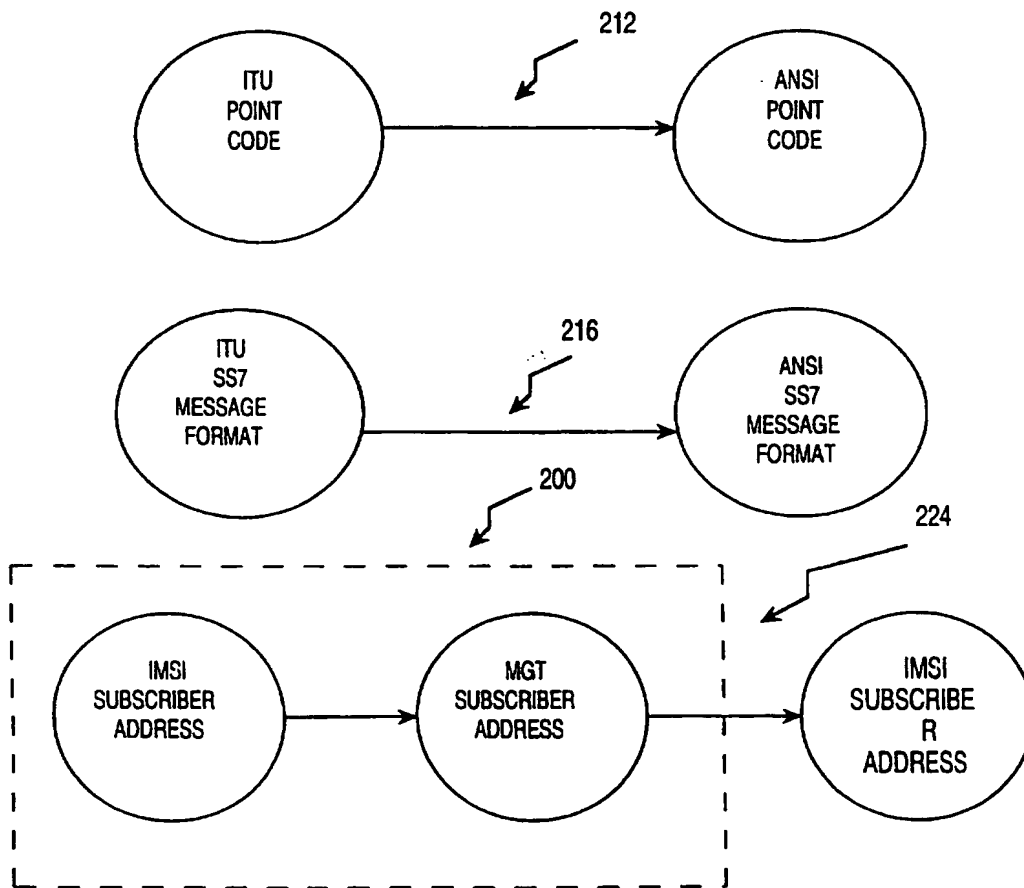 212
ITU
POINT
CODE
ANSI
POINT
CODE
216
ITU
SS7
MESSAGE
FORMAT
ANSI
SS7
MESSAGE
FORMAT
200
224
IMSI
SUBSCRIBER
ADDRESS
MGT
SUBSCRIBER
ADDRESS
IMSI
SUBSCRIBE
R
ADDRESS